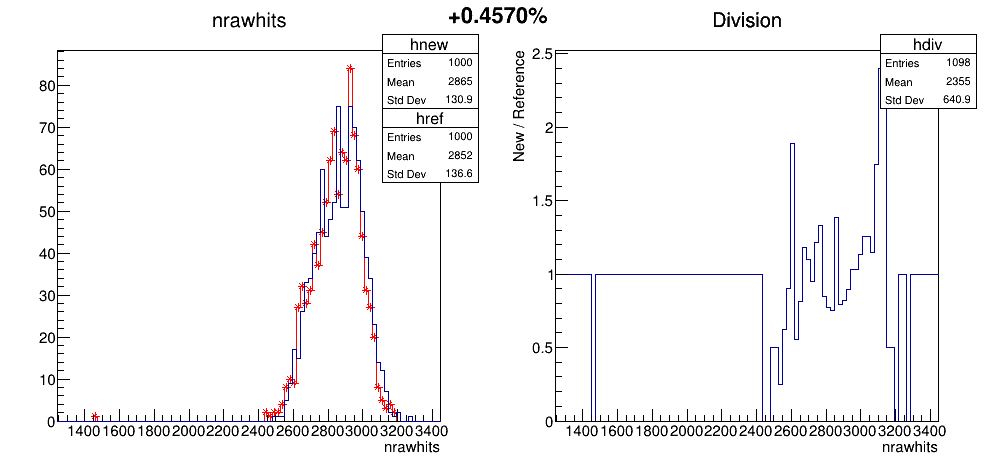 +0.4570%
nrawhits
hnew
Entries 1000
Mean 2865
Std Dev 130.9
href
Entries 1000
Mean 2852
Std Dev 136.6
80
70
60
50
40
30
20
10
0
1400 1600 1800 2000 2200 2400 2600 2800 3000 3200 3400
nrawhits
Division
hdiv
Entries 1098
Mean 2355
Std Dev 640.9
New / Reference
2.5
2
1.5
1
0.5
0
1400 1600 1800 2000 2200 2400 2600 2800 3000 3200 3400
nrawhits